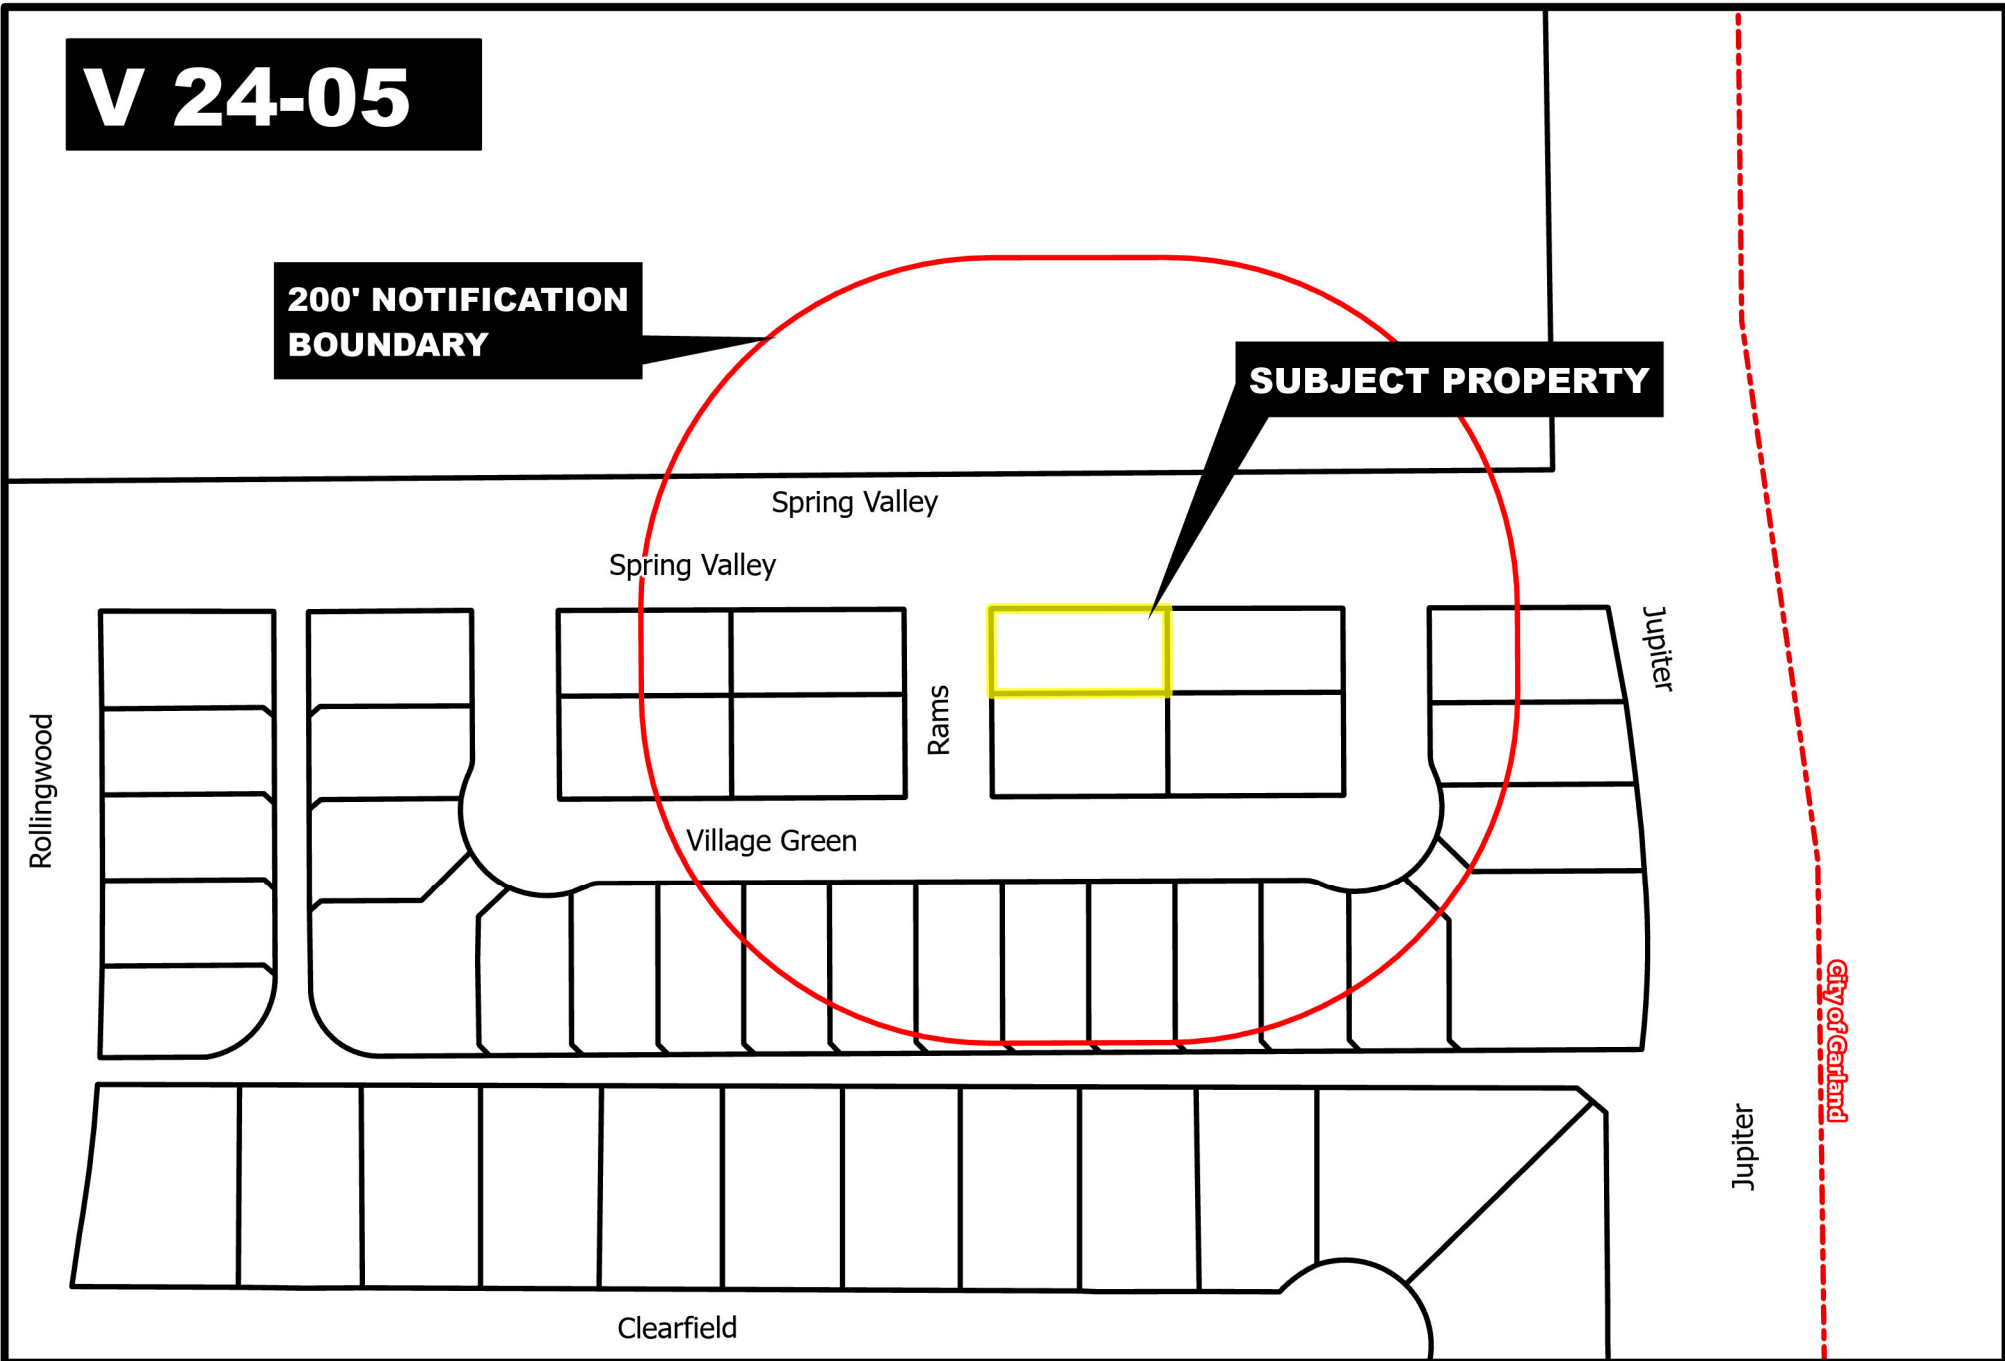 V 24-05
200' NOTIFICATION
BOUNDARY
SUBJECT PROPERTY
Spring Valley
Spring Valley
Jupiter
Rams
Rollingwood
Village Green
City of Garland
Jupiter
Clearfield